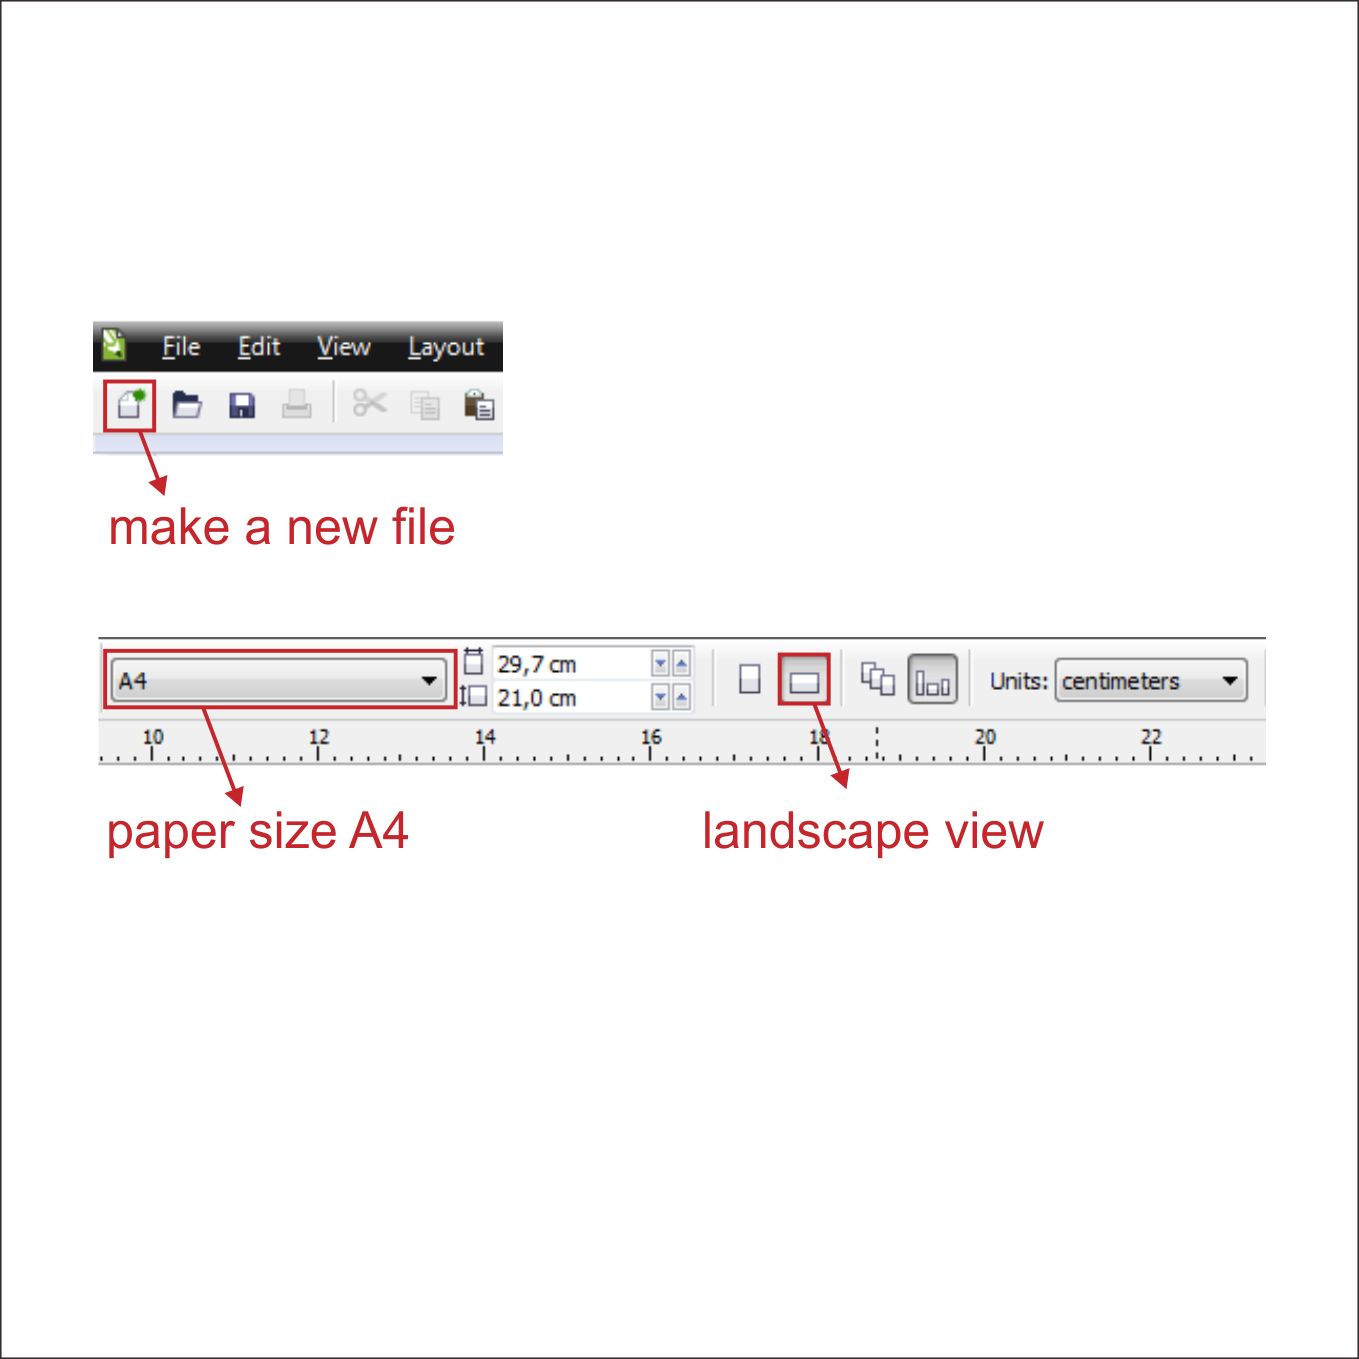 File Edit View Layout
make a new file
A4
29,7 cm
21,0 cm
Units: centimeters
10 12 14 16 18 20 22
paper size A4
landscape view